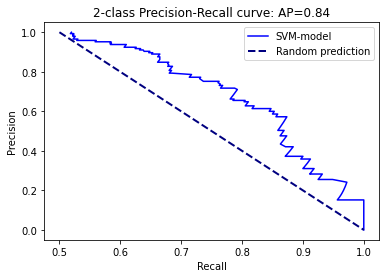 2-class Precision-Recall curve: AP=0.84
SVM-model
Random prediction
Precision
1.0
0.8
0.6
0.4
0.2
0.0
0.5 0.6 0.7 0.8 0.9 1.0
Recall